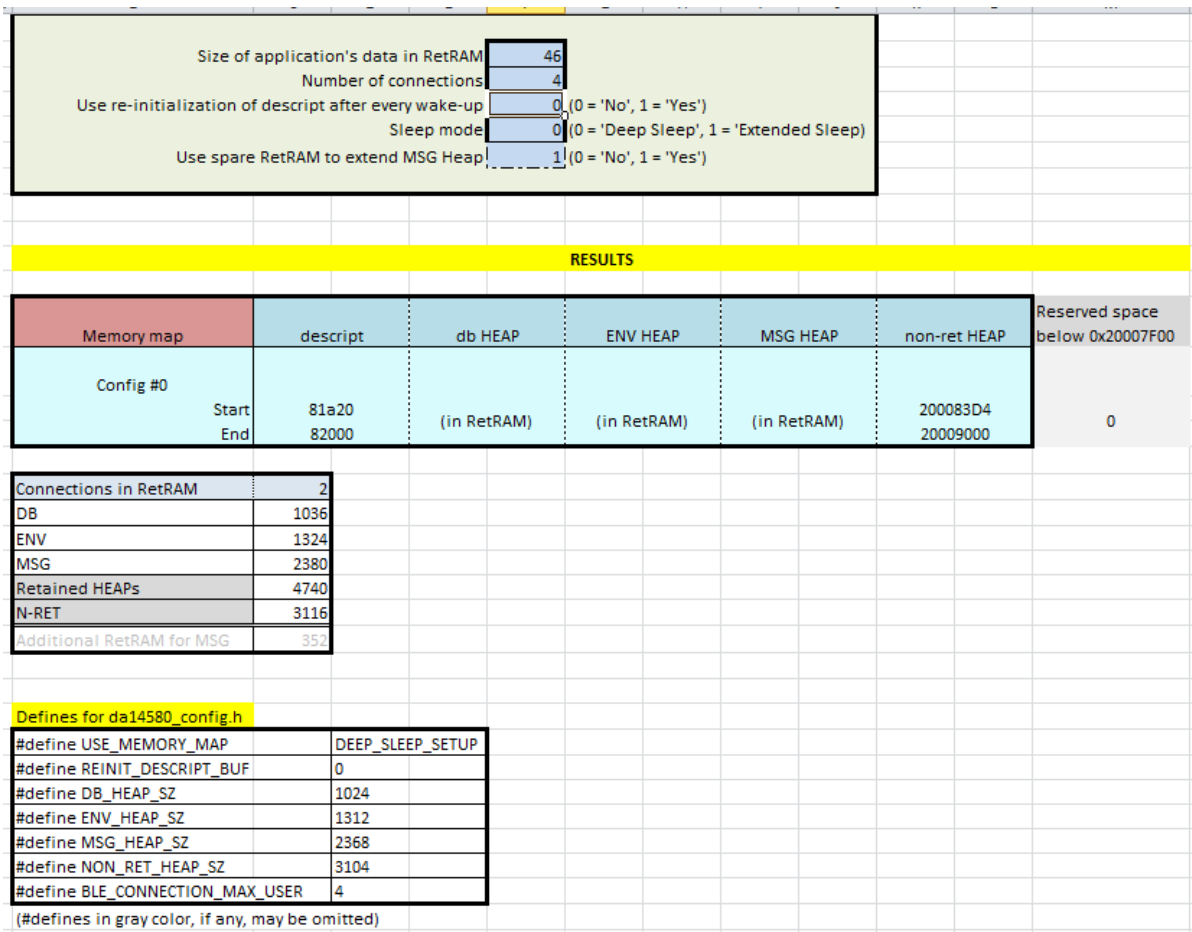 Size of application's data in RetRAM 46
Number of connections 4
Use re-initialization of descript after every wake-up 0 (0 = 'No', 1 = 'Yes')
Sleep mode 0 (0 = 'Deep Sleep', 1 = 'Extended Sleep)
Use spare RetRAM to extend MSG Heap 1 (0 = 'No', 1 = 'Yes')
RESULTS
Reserved space
Memory map descript db HEAP ENV HEAP MSG HEAP non-ret HEAP below 0x20007F00
Config #0
Start 81a20 (in RetRAM) (in RetRAM) (in RetRAM) 200083D4 0
End 82000 20009000
Connections in RetRAM 2
DB 1036
ENV 1324
MSG 2380
Retained HEAPs 4740
N-RET 3116
Additional RetRAM for MSG 352
Defines for da14580_config.h
#define USE_MEMORY_MAP DEEP_SLEEP_SETUP
#define REINIT_DESCRIPT_BUF 0
#define DB_HEAP_SZ 1024
#define ENV_HEAP_SZ 1312
#define MSG_HEAP_SZ 2368
#define NON_RET_HEAP_SZ 3104
#define BLE_CONNECTION_MAX_USER 4
(#defines in gray color, if any, may be omitted)